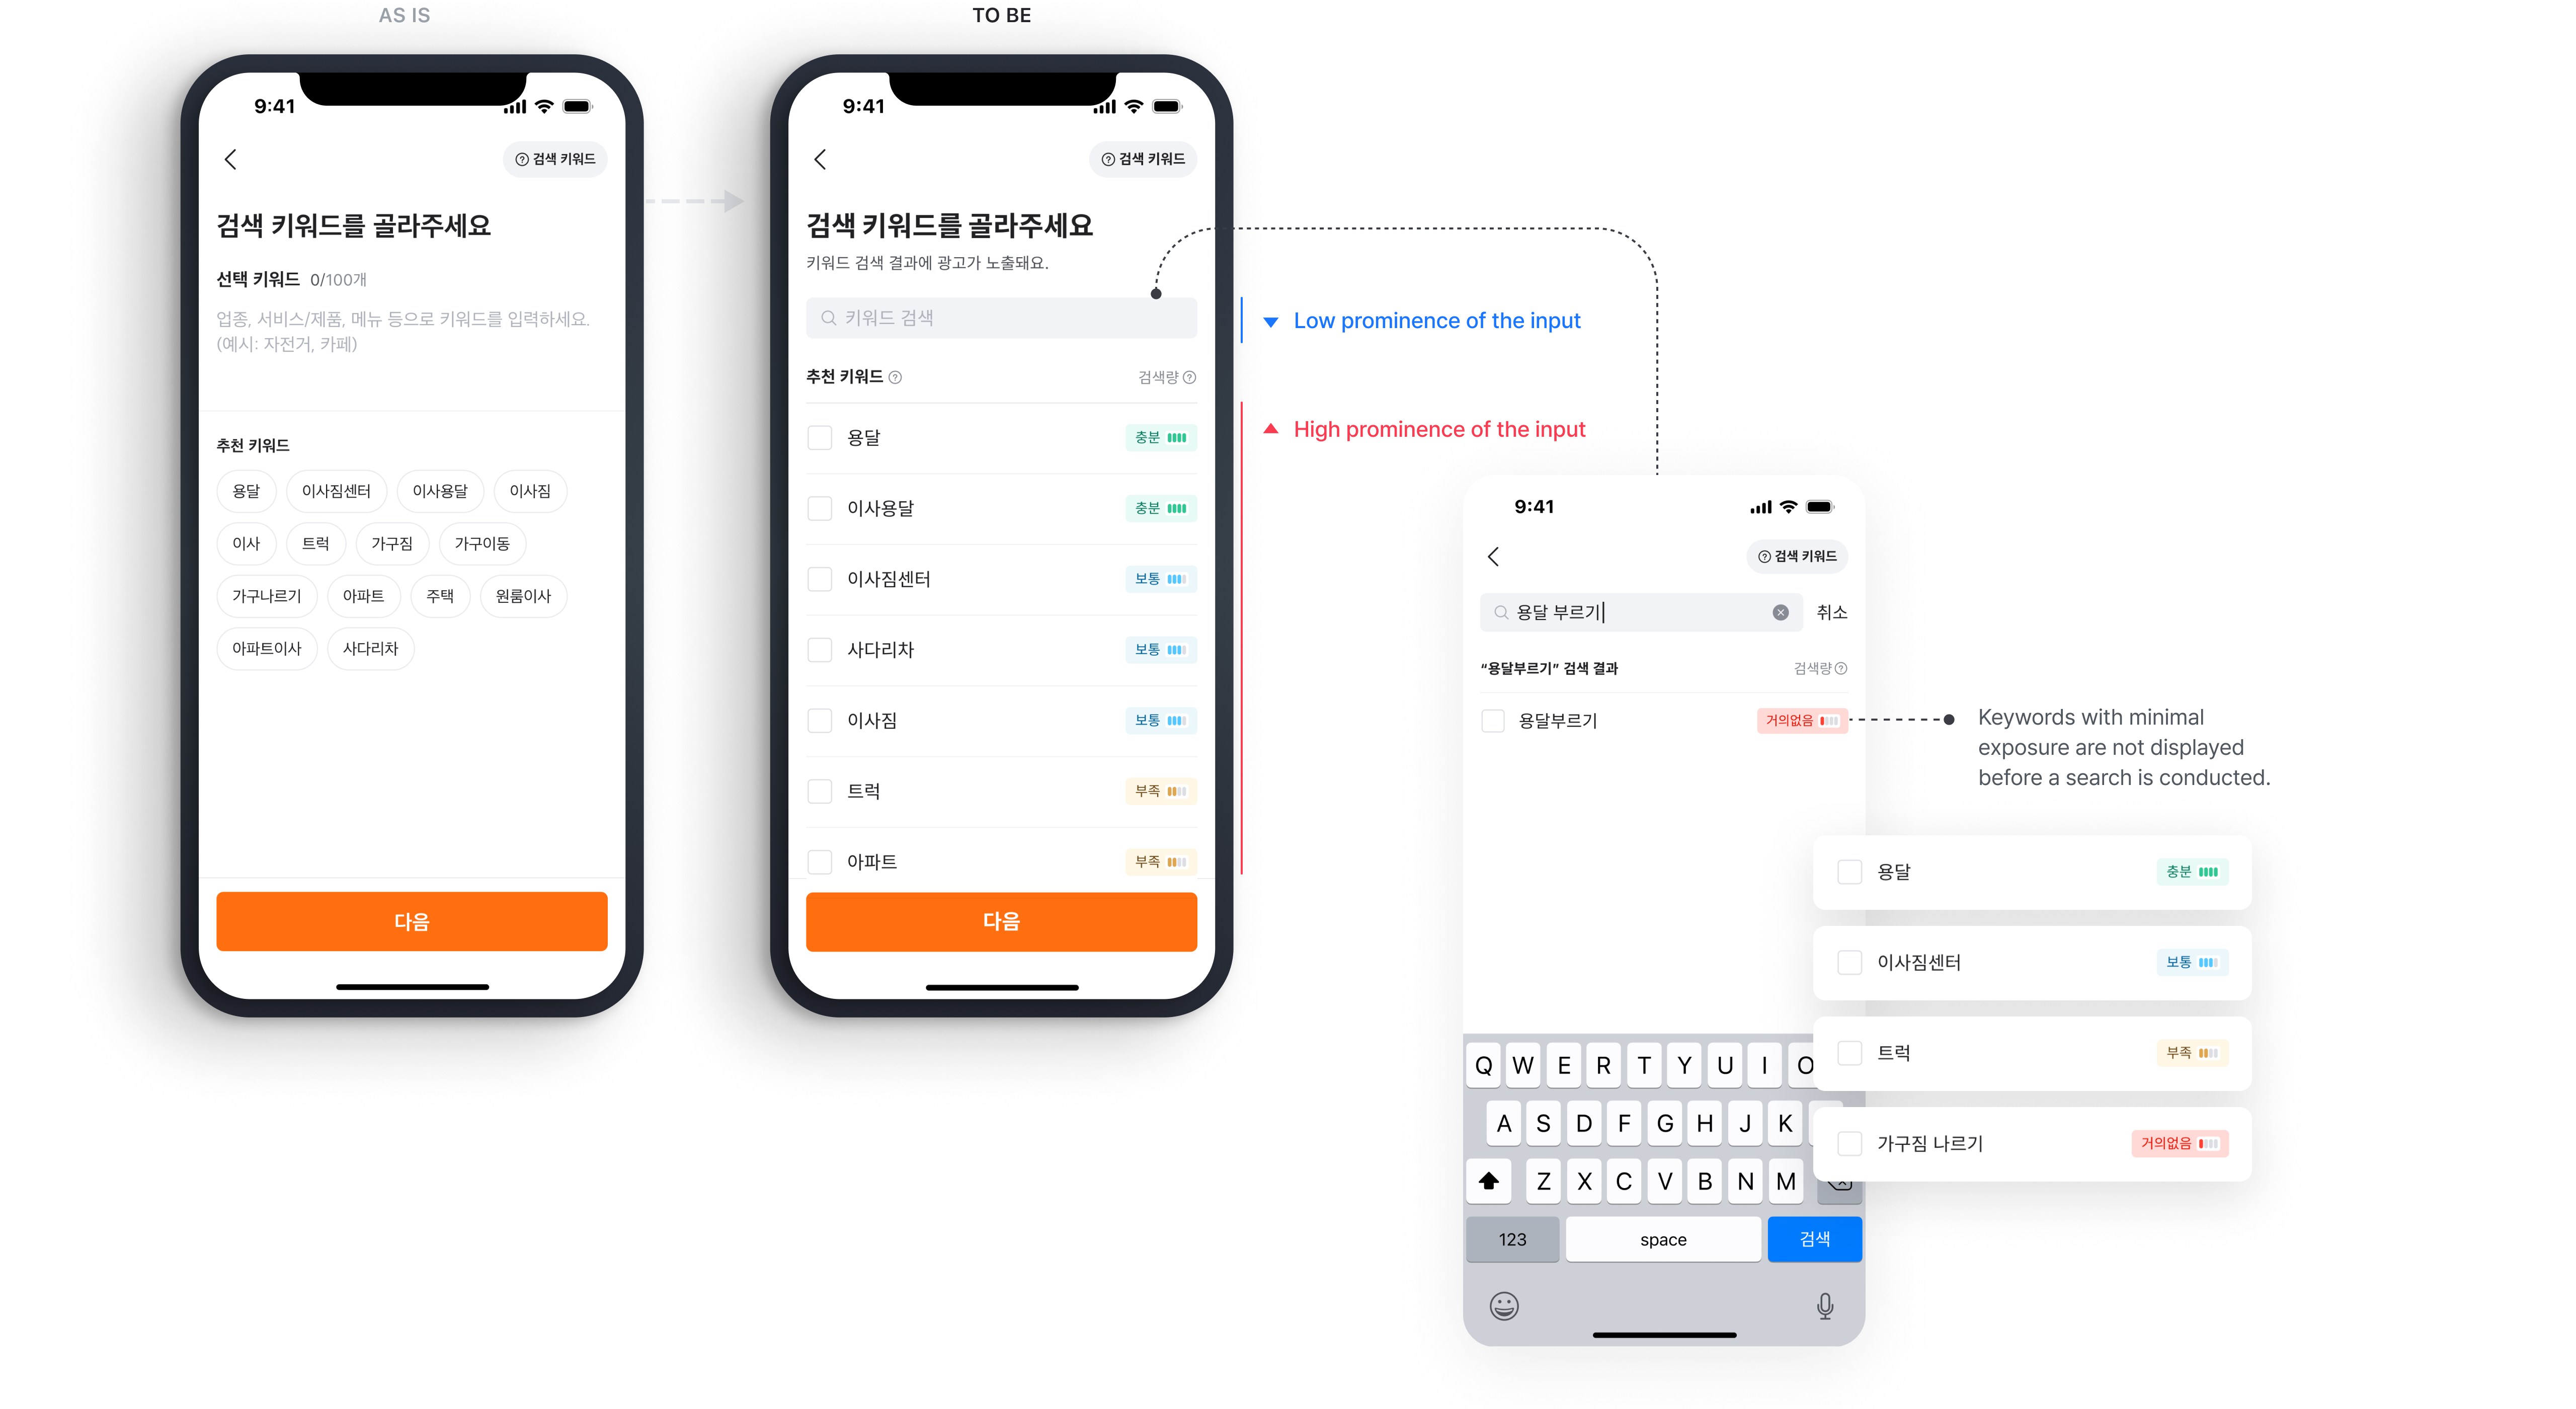 AS IS
9:41
검색 키워드
검색 키워드를 골라주세요
선택 키워드 0/100개
업종, 서비스/제품, 메뉴 등으로 키워드를 입력하세요.
(예시: 자전거, 카페)
추천 키워드
용달 이사짐센터 이사용달 이사짐
이사 트럭 가구짐 가구이동
가구나르기 아파트 주택 원룸이사
아파트이사 사다리차
다음
TO BE
9:41
검색 키워드
검색 키워드를 골라주세요
키워드 검색 결과에 광고가 노출돼요.
키워드 검색
추천 키워드 검색량
용달 충분
이사용달 충분
이사짐센터 보통
사다리차 보통
이사짐 보통
트럭 부족
아파트 부족
다음
Low prominence of the input
High prominence of the input
9:41
검색 키워드
용달 부르기 취소
“용달부르기” 검색 결과 검색량
용달부르기 거의없음
Q W E R T Y U I O
A S D F G H J K
Z X C V B N M
123 space 검색
Keywords with minimal
exposure are not displayed
before a search is conducted.
용달 충분
이사짐센터 보통
트럭 부족
가구짐 나르기 거의없음